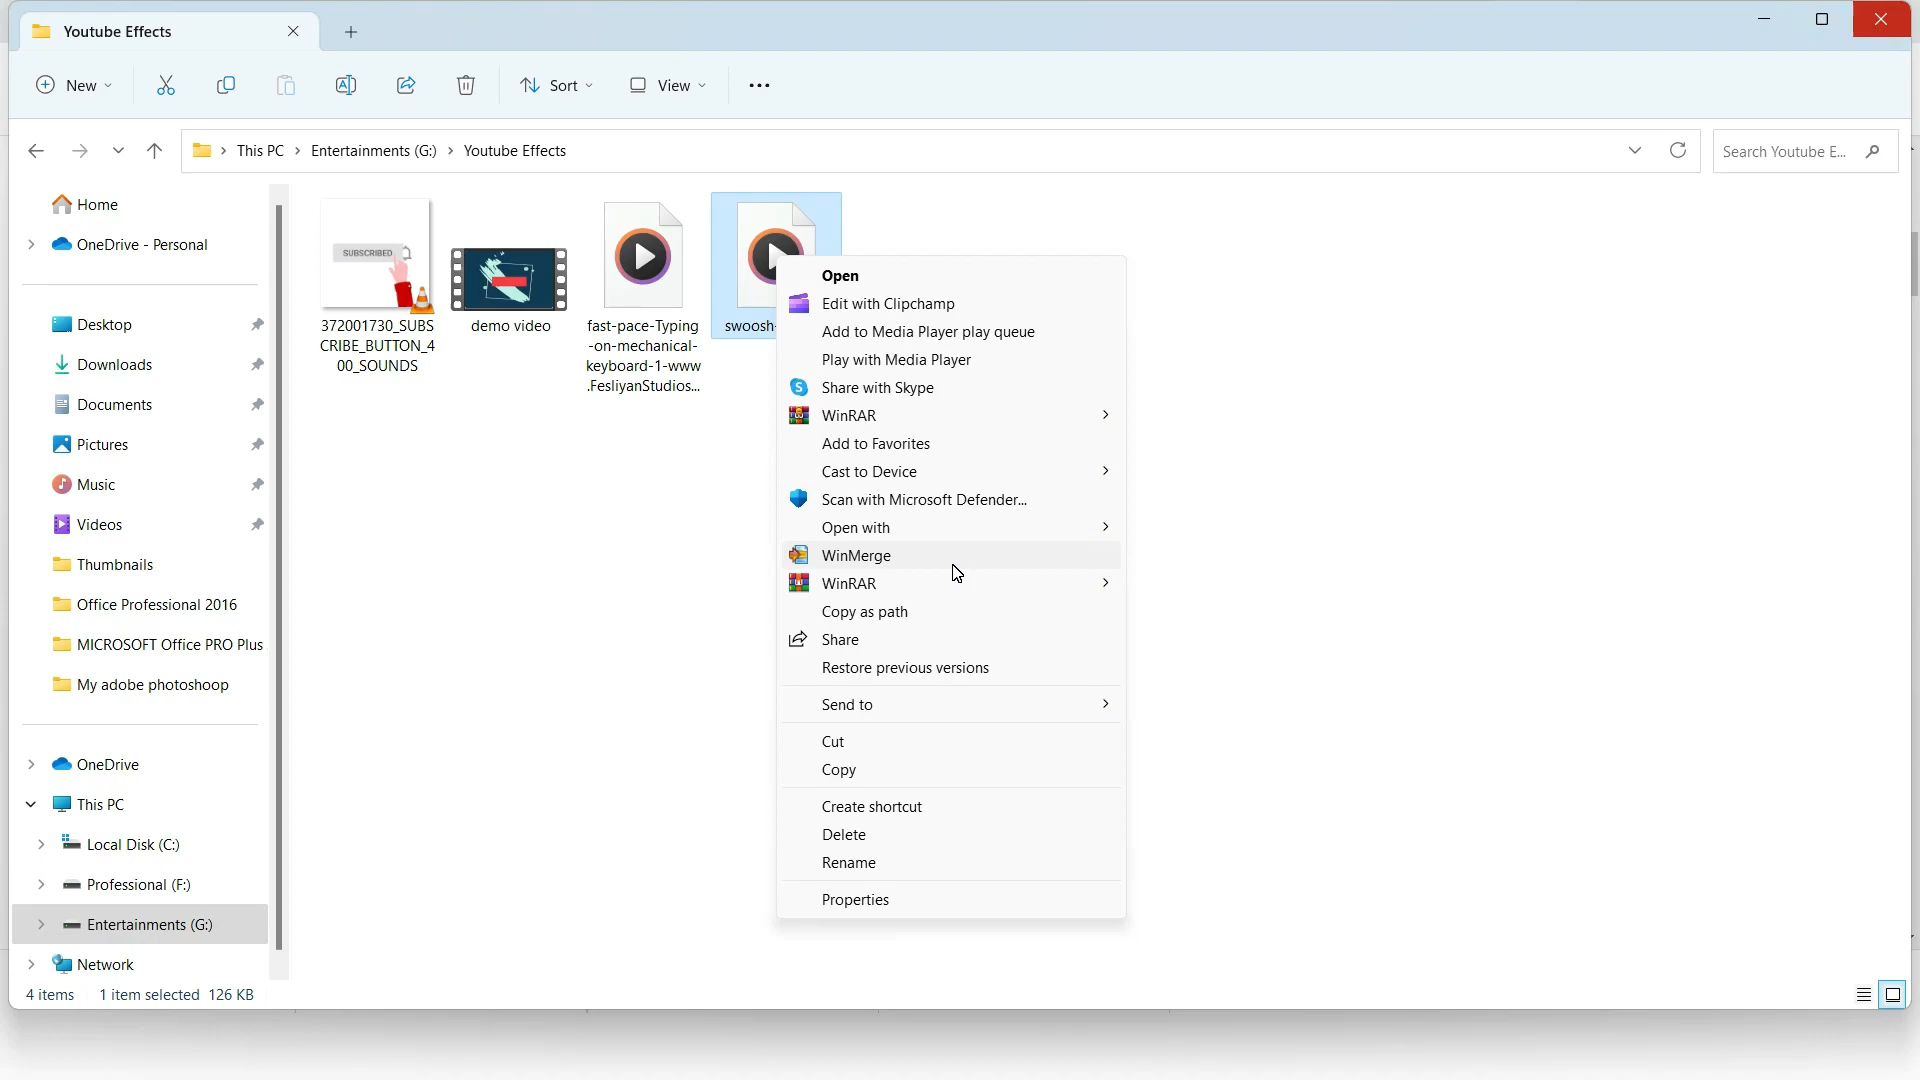 Youtube Effects
New
Sort
View
This PC > Entertainments (G:) > Youtube Effects
Search Youtube E...
Home
OneDrive - Personal
Desktop
Downloads
Documents
Pictures
Music
Videos
Thumbnails
Office Professional 2016
MICROSOFT Office PRO Plus
My adobe photoshoop
OneDrive
This PC
Local Disk (C:)
Professional (F:)
Entertainments (G:)
Network
SUBSCRIBED
372001730_SUBS
CRIBE_BUTTON_4
00_SOUNDS
demo video
fast-pace-Typing
-on-mechanical-
keyboard-1-www
.FesliyanStudios...
swoosh-
Open
Edit with Clipchamp
Add to Media Player play queue
Play with Media Player
Share with Skype
WinRAR
Add to Favorites
Cast to Device
Scan with Microsoft Defender...
Open with
WinMerge
WinRAR
Copy as path
Share
Restore previous versions
Send to
Cut
Copy
Create shortcut
Delete
Rename
Properties
4 items 1 item selected 126 KB